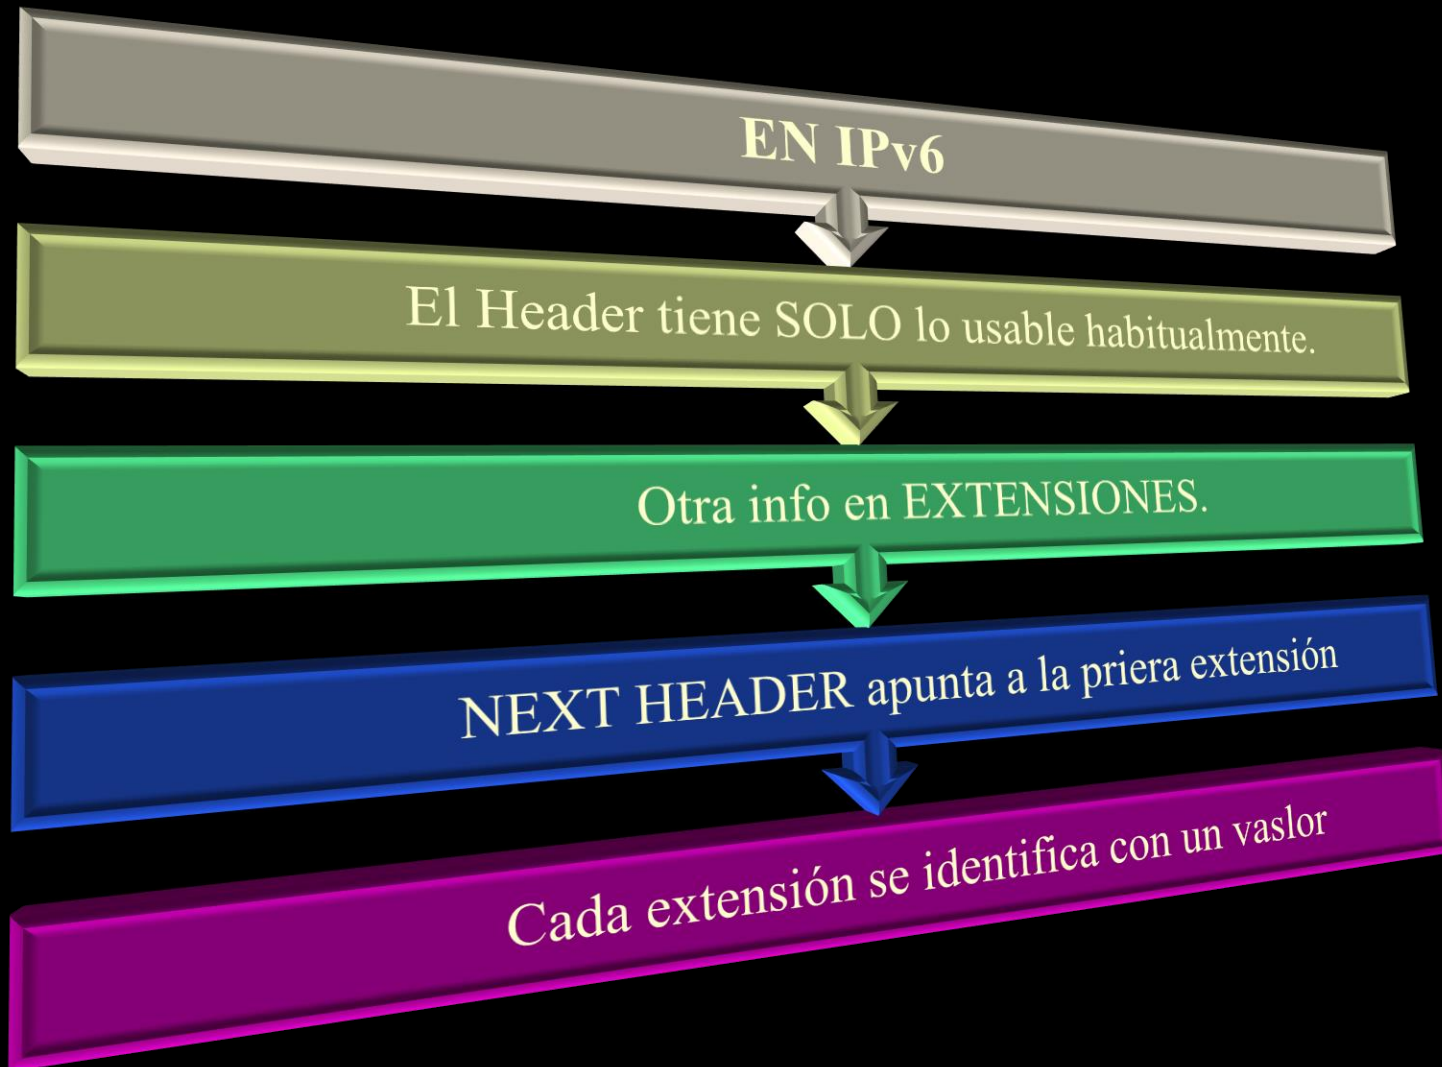 EN IPv6
El Header tiene SOLO lo usable habitualmente.
Otra info en EXTENSIONES.
NEXT HEADER apunta a la priera extensión
Cada extensión se identifica con un vaslor